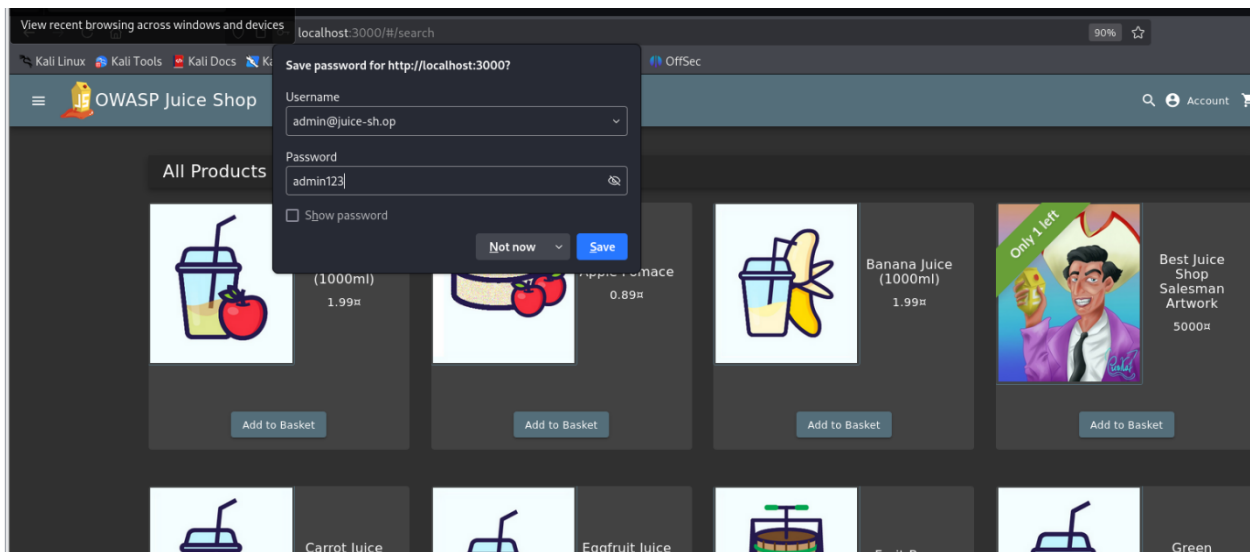 View recent browsing across windows and devices
localhost:3000/#/search
90%
Kali Linux Kali Tools Kali Docs OffSec
Save password for http://localhost:3000?
Username
admin@juice-sh.op
Password
admin123
Show password
Not now Save
OWASP Juice Shop
Account
All Products
(1000ml)
1.99¤
Apple Pomace
0.89¤
Banana Juice
(1000ml)
1.99¤
Only 1 left
Best Juice
Shop
Salesman
Artwork
5000¤
Add to Basket
Add to Basket
Add to Basket
Add to Basket
Carrot Juice
Eggfruit Juice
Green